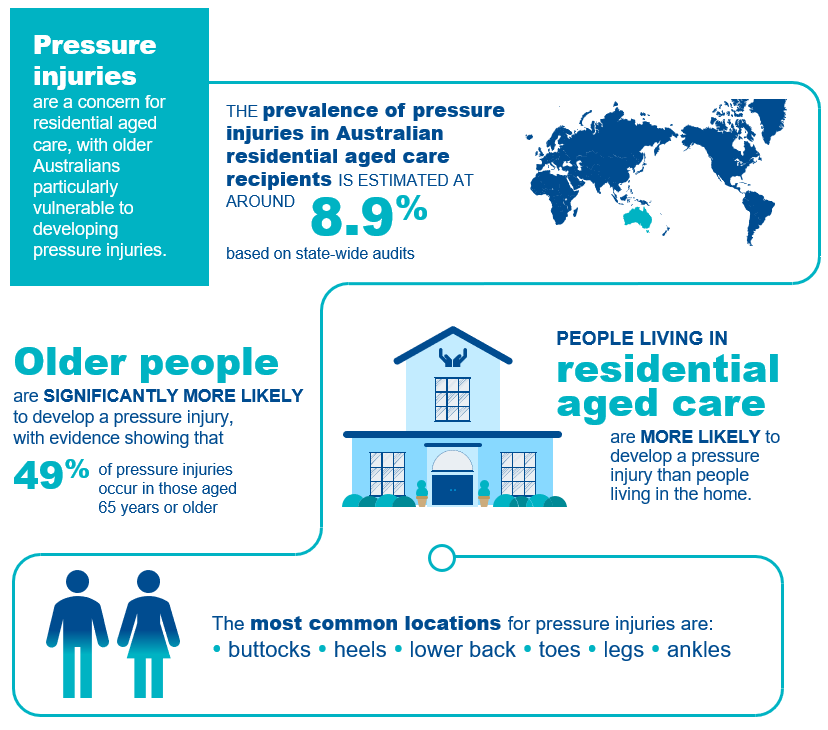 Pressure
injuries
are a concern for
residential aged
care, with older
Australians
particularly
vulnerable to
developing
pressure injuries.
THE prevalence of pressure
injuries in Australian
residential aged care
recipients IS ESTIMATED AT
AROUND 8.9%
based on state-wide audits
Older people
are SIGNIFICANTLY MORE LIKELY
to develop a pressure injury,
with evidence showing that
49% of pressure injuries
occur in those aged
65 years or older
PEOPLE LIVING IN
residential
aged care
are MORE LIKELY to
develop a pressure
injury than people
living in the home.
The most common locations for pressure injuries are:
• buttocks • heels • lower back • toes • legs • ankles